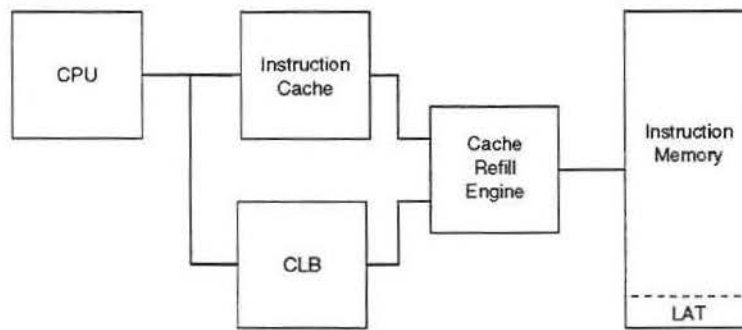 CPU
Instruction
Cache
Cache
Refill
Engine
Instruction
Memory
CLB
LAT